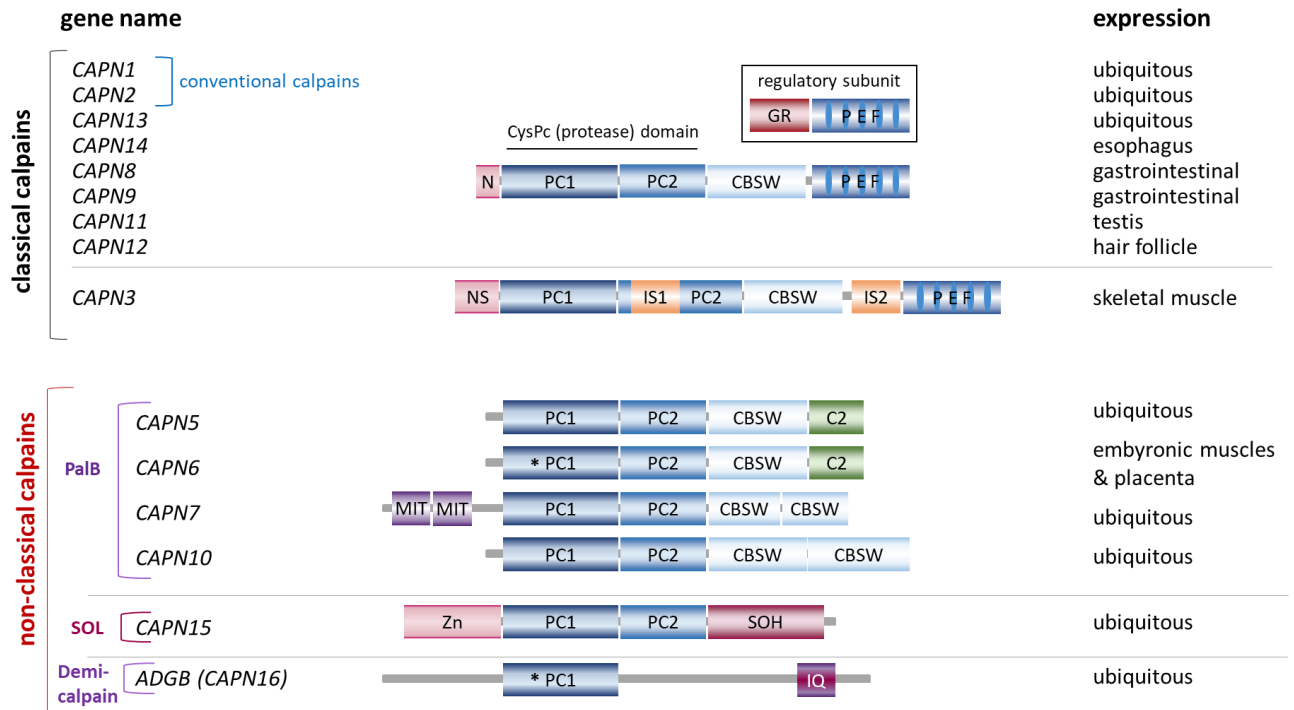 gene name
expression
classical calpains
CAPN1
conventional calpains
ubiquitous
CAPN2
ubiquitous
CAPN13
ubiquitous
CAPN14
esophagus
CAPN8
gastrointestinal
CAPN9
gastrointestinal
CAPN11
testis
CAPN12
hair follicle
regulatory subunit
GR
P E F
CysPc (protease) domain
N
PC1
PC2
CBSW
P E F
CAPN3
NS
PC1
IS1
PC2
CBSW
IS2
P E F
skeletal muscle
non-classical calpains
PalB
CAPN5
PC1
PC2
CBSW
C2
ubiquitous
CAPN6
* PC1
PC2
CBSW
C2
embyronic muscles
& placenta
CAPN7
MIT
MIT
PC1
PC2
CBSW
CBSW
ubiquitous
CAPN10
PC1
PC2
CBSW
CBSW
ubiquitous
SOL
CAPN15
Zn
PC1
PC2
SOH
ubiquitous
Demi-
calpain
ADGB (CAPN16)
* PC1
IQ
ubiquitous